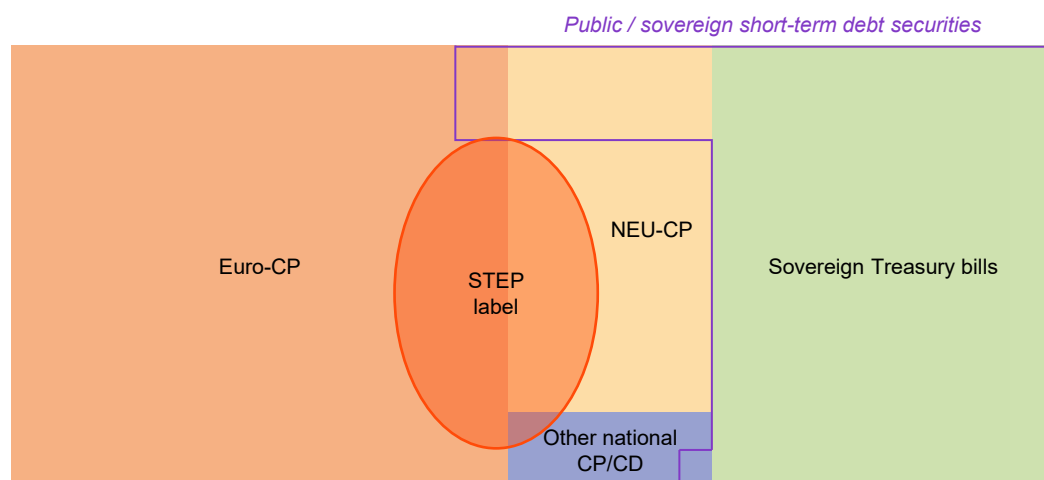 Public / sovereign short-term debt securities
NEU-CP
Euro-CP
STEP
label
Sovereign Treasury bills
Other national
CP/CD